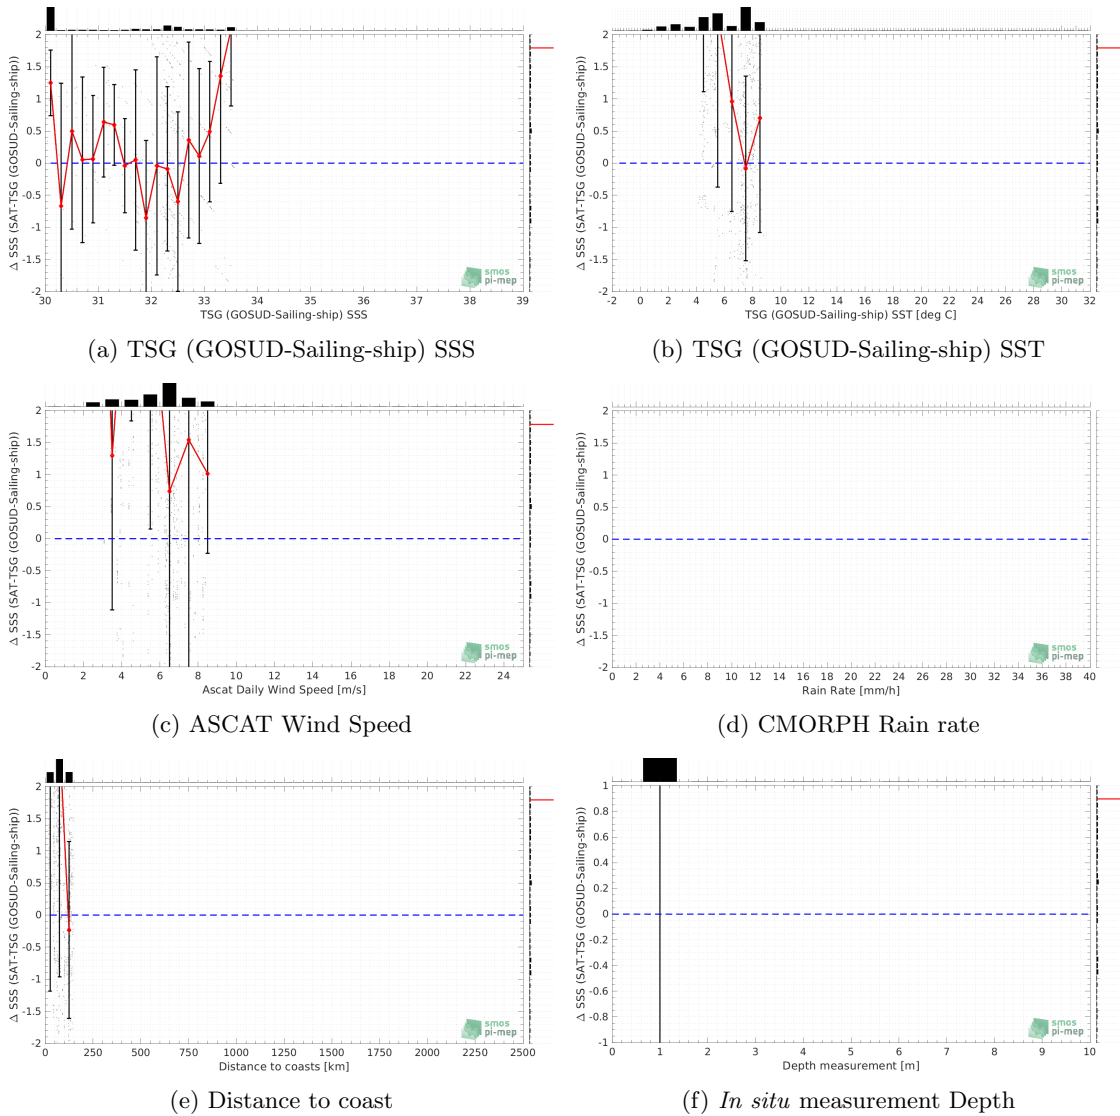 2
1.5
1
0.5
0
-0.5
-1
-1.5
-2
Δ SSS (SAT-TSG (GOSUD-Sailing-ship))
30 31 32 33 34 35 36 37 38 39
TSG (GOSUD-Sailing-ship) SSS
smos
pi-mep
(a) TSG (GOSUD-Sailing-ship) SSS
2
1.5
1
0.5
0
-0.5
-1
-1.5
-2
Δ SSS (SAT-TSG (GOSUD-Sailing-ship))
-2 0 2 4 6 8 10 12 14 16 18 20 22 24 26 28 30 32
TSG (GOSUD-Sailing-ship) SST [deg C]
smos
pi-mep
(b) TSG (GOSUD-Sailing-ship) SST
2
1.5
1
0.5
0
-0.5
-1
-1.5
-2
Δ SSS (SAT-TSG (GOSUD-Sailing-ship))
0 2 4 6 8 10 12 14 16 18 20 22 24
Ascat Daily Wind Speed [m/s]
smos
pi-mep
(c) ASCAT Wind Speed
2
1.5
1
0.5
0
-0.5
-1
-1.5
-2
Δ SSS (SAT-TSG (GOSUD-Sailing-ship))
0 2 4 6 8 10 12 14 16 18 20 22 24 26 28 30 32 34 36 38 40
Rain Rate [mm/h]
smos
pi-mep
(d) CMORPH Rain rate
2
1.5
1
0.5
0
-0.5
-1
-1.5
-2
Δ SSS (SAT-TSG (GOSUD-Sailing-ship))
0 250 500 750 1000 1250 1500 1750 2000 2250 2500
Distance to coasts [km]
smos
pi-mep
(e) Distance to coast
1
0.8
0.6
0.4
0.2
0
-0.2
-0.4
-0.6
-0.8
-1
Δ SSS (SAT-TSG (GOSUD-Sailing-ship))
0 1 2 3 4 5 6 7 8 9 10
Depth measurement [m]
smos
pi-mep
(f) In situ measurement Depth